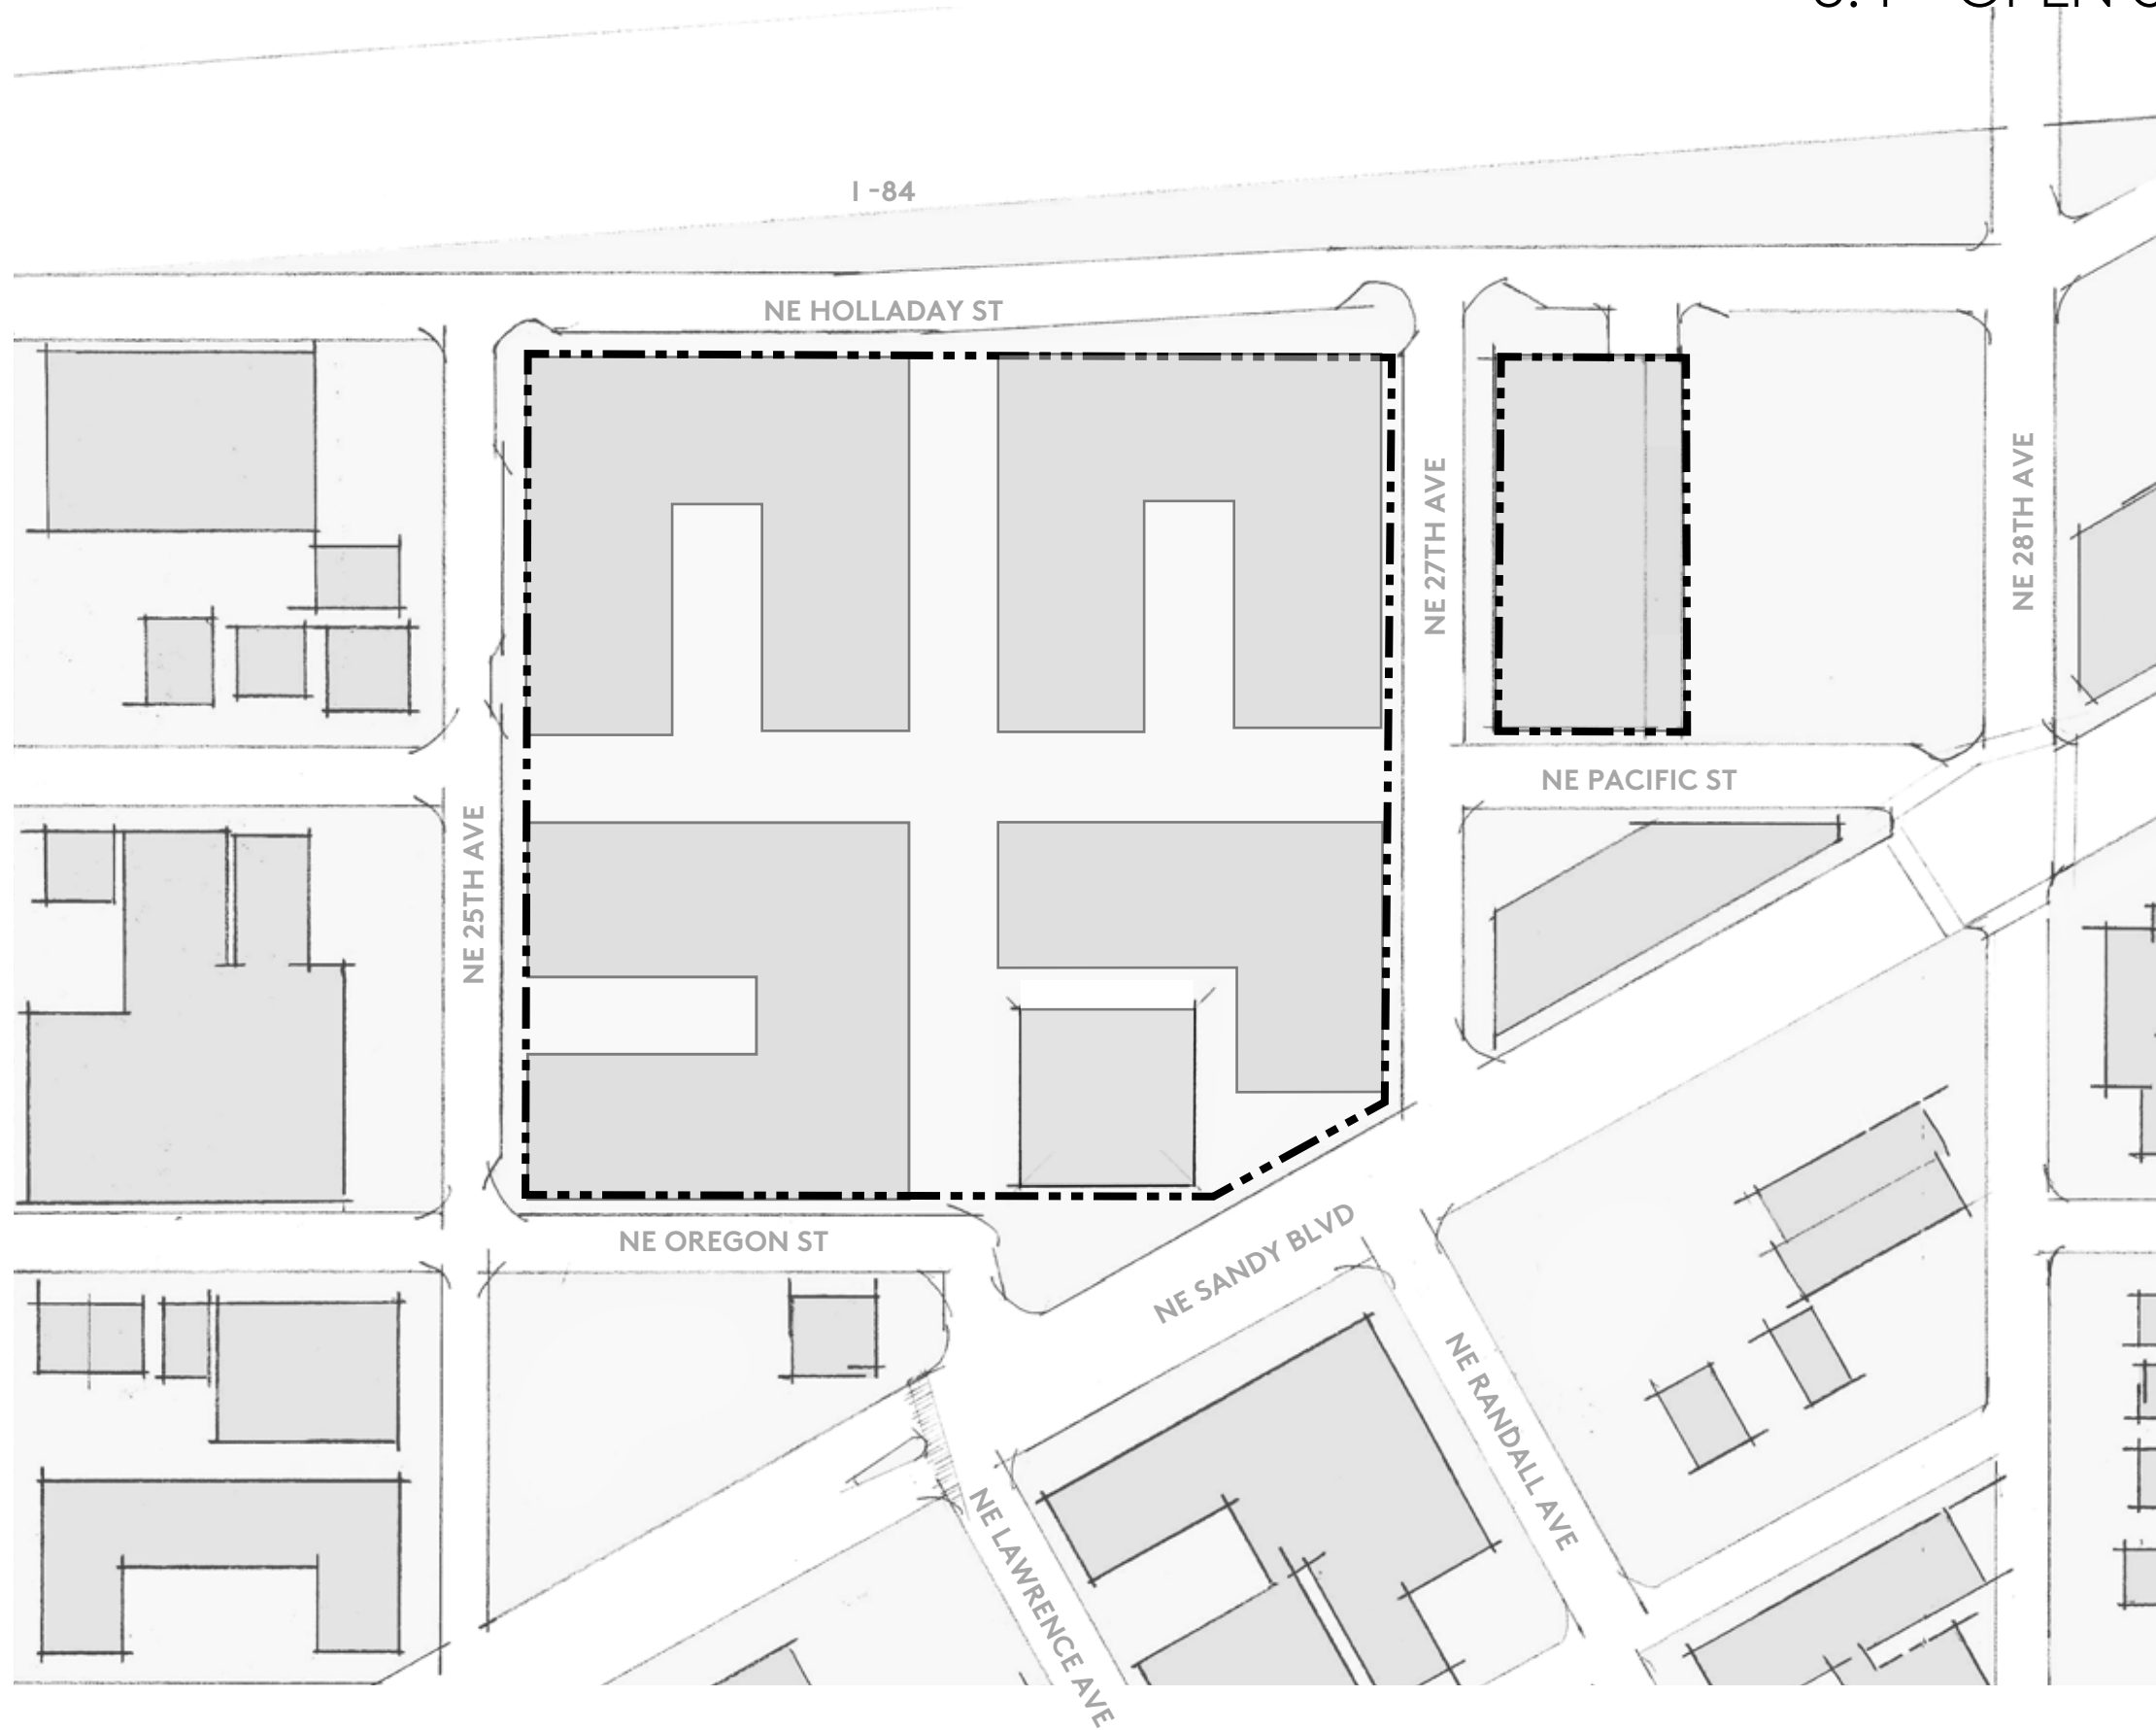 OPEN
I -84
NE HOLLADAY ST
NE 27TH AVE
NE 28TH AVE
NE PACIFIC ST
NE 25TH AVE
NE OREGON ST
NE SANDY BLVD
NE RANDALL AVE
NE LAWRENCE AVE